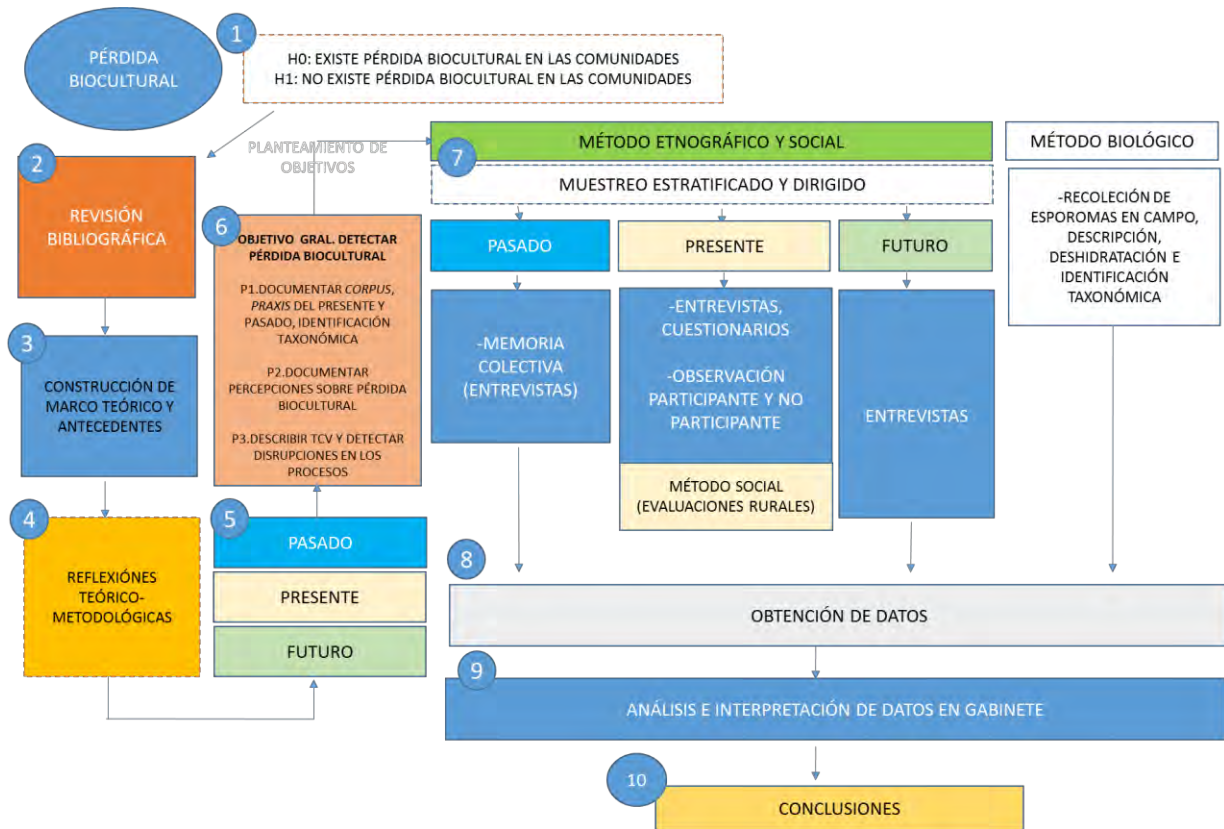 PÉRDIDA
BIOCULTURAL
1
H0: EXISTE PÉRDIDA BIOCULTURAL EN LAS COMUNIDADES
H1: NO EXISTE PÉRDIDA BIOCULTURAL EN LAS COMUNIDADES
2
REVISIÓN
BIBLIOGRÁFICA
3
CONSTRUCCIÓN DE
MARCO TEÓRICO Y
ANTECEDENTES
4
REFLEXIÓNES
TEÓRICO-
METODOLÓGICAS
5
PASADO
PRESENTE
FUTURO
PLANTEAMIENTO DE
OBJETIVOS
6
OBJETIVO GRAL. DETECTAR
PÉRDIDA BIOCULTURAL
P1.DOCUMENTAR CORPUS,
PRAXIS DEL PRESENTE Y
PASADO, IDENTIFICACIÓN
TAXONÓMICA
P2.DOCUMENTAR
PERCEPCIONES SOBRE PÉRDIDA
BIOCULTURAL
P3.DESCRIBIR TCV Y DETECTAR
DISRUPCIONES EN LOS
PROCESOS
MÉTODO ETNOGRÁFICO Y SOCIAL
7
MUESTREO ESTRATIFICADO Y DIRIGIDO
PASADO
-MEMORIA
COLECTIVA
(ENTREVISTAS)
PRESENTE
-ENTREVISTAS,
CUESTIONARIOS
-OBSERVACIÓN
PARTICIPANTE Y NO
PARTICIPANTE
MÉTODO SOCIAL
(EVALUACIONES RURALES)
FUTURO
ENTREVISTAS
MÉTODO BIOLÓGICO
-RECOLECIÓN DE
ESPOROMAS EN CAMPO,
DESCRIPCIÓN,
DESHIDRATACIÓN E
IDENTIFICACIÓN
TAXONÓMICA
8
OBTENCIÓN DE DATOS
9
ANÁLISIS E INTERPRETACIÓN DE DATOS EN GABINETE
10
CONCLUSIONES